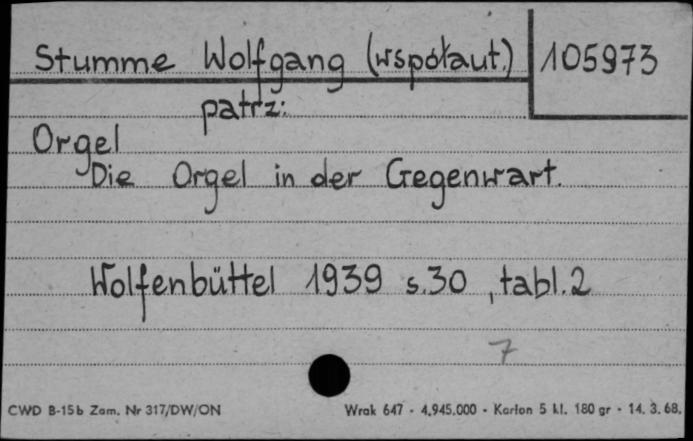 Stumme Wolfgang (współaut.) 105973
patrz:
Orgel
Die Orgel in der Gegenwart.
Wolfenbüttel 1939 s.30, tabl.2
7
CWD B-15b Zam. Nr 317/DW/ON Wrak 647 - 4.945.000 - Karton 5 kl. 180 gr - 14. 3. 68.